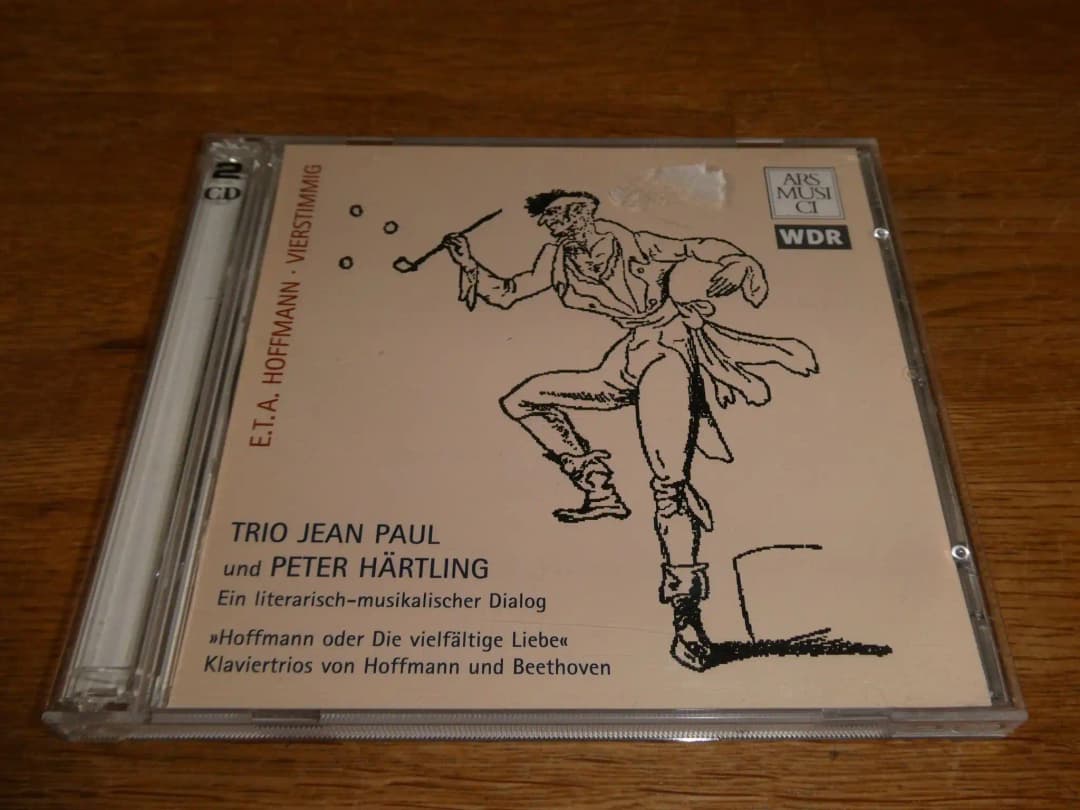 2
CD
E.T.A. HOFFMANN · VIERSTIMMIG
ARS
MUSI
CI
WDR
TRIO JEAN PAUL
und PETER HÄRTLING
Ein literarisch-musikalischer Dialog
»Hoffmann oder Die vielfältige Liebe«
Klaviertrios von Hoffmann und Beethoven